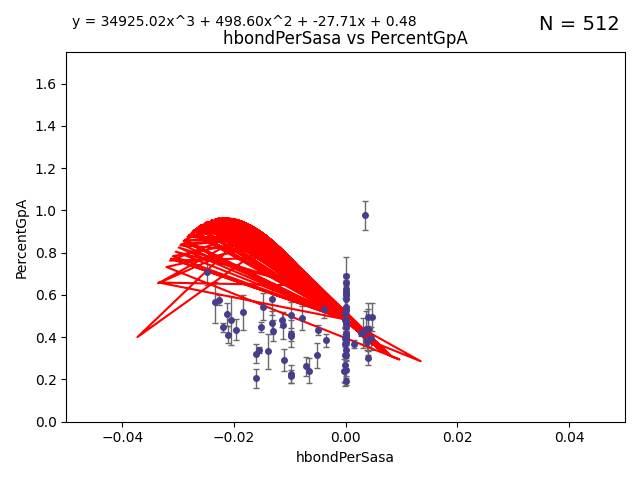 y = 34925.02x^3 + 498.60x^2 + -27.71x + 0.48
N = 512
hbondPerSasa vs PercentGpA
PercentGpA
1.6
1.4
1.2
1.0
0.8
0.6
0.4
0.2
0.0
−0.04 −0.02 0.00 0.02 0.04
hbondPerSasa